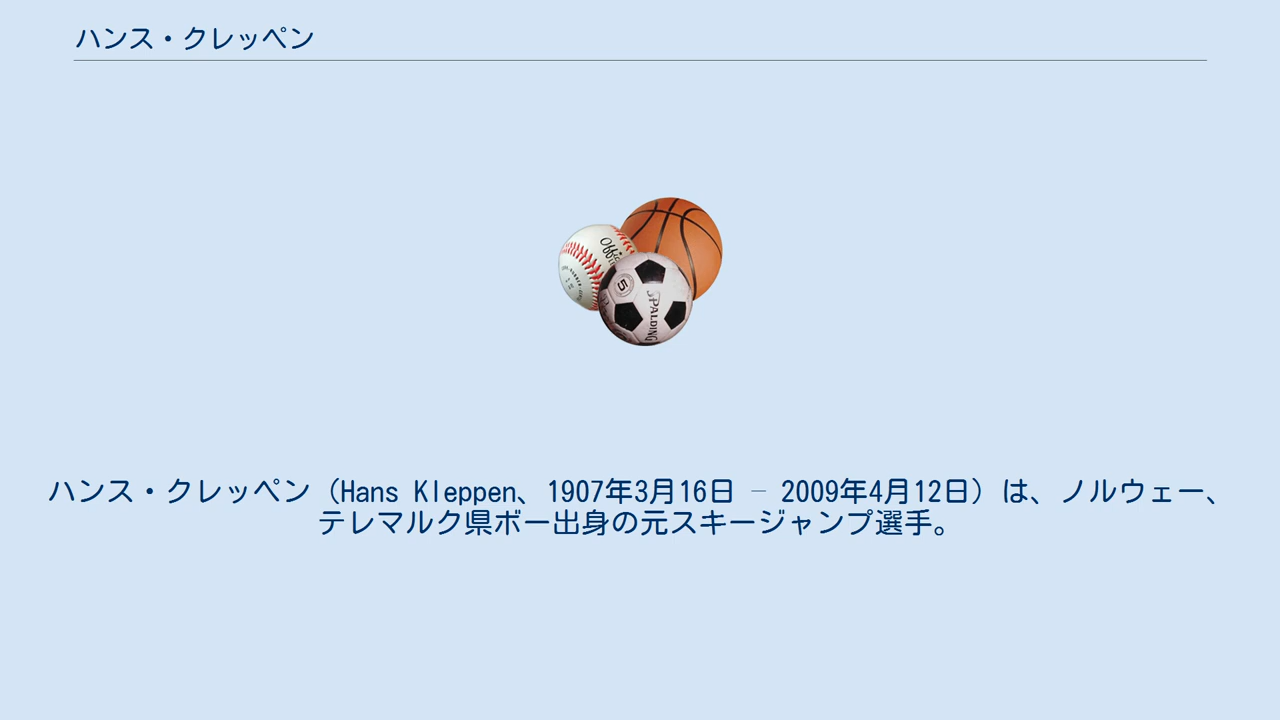 ハンス・クレッペン
Offi
5
SPALDING
ハンス・クレッペン（Hans Kleppen、1907年3月16日 – 2009年4月12日）は、ノルウェー、
テレマルク県ボー出身の元スキージャンプ選手。